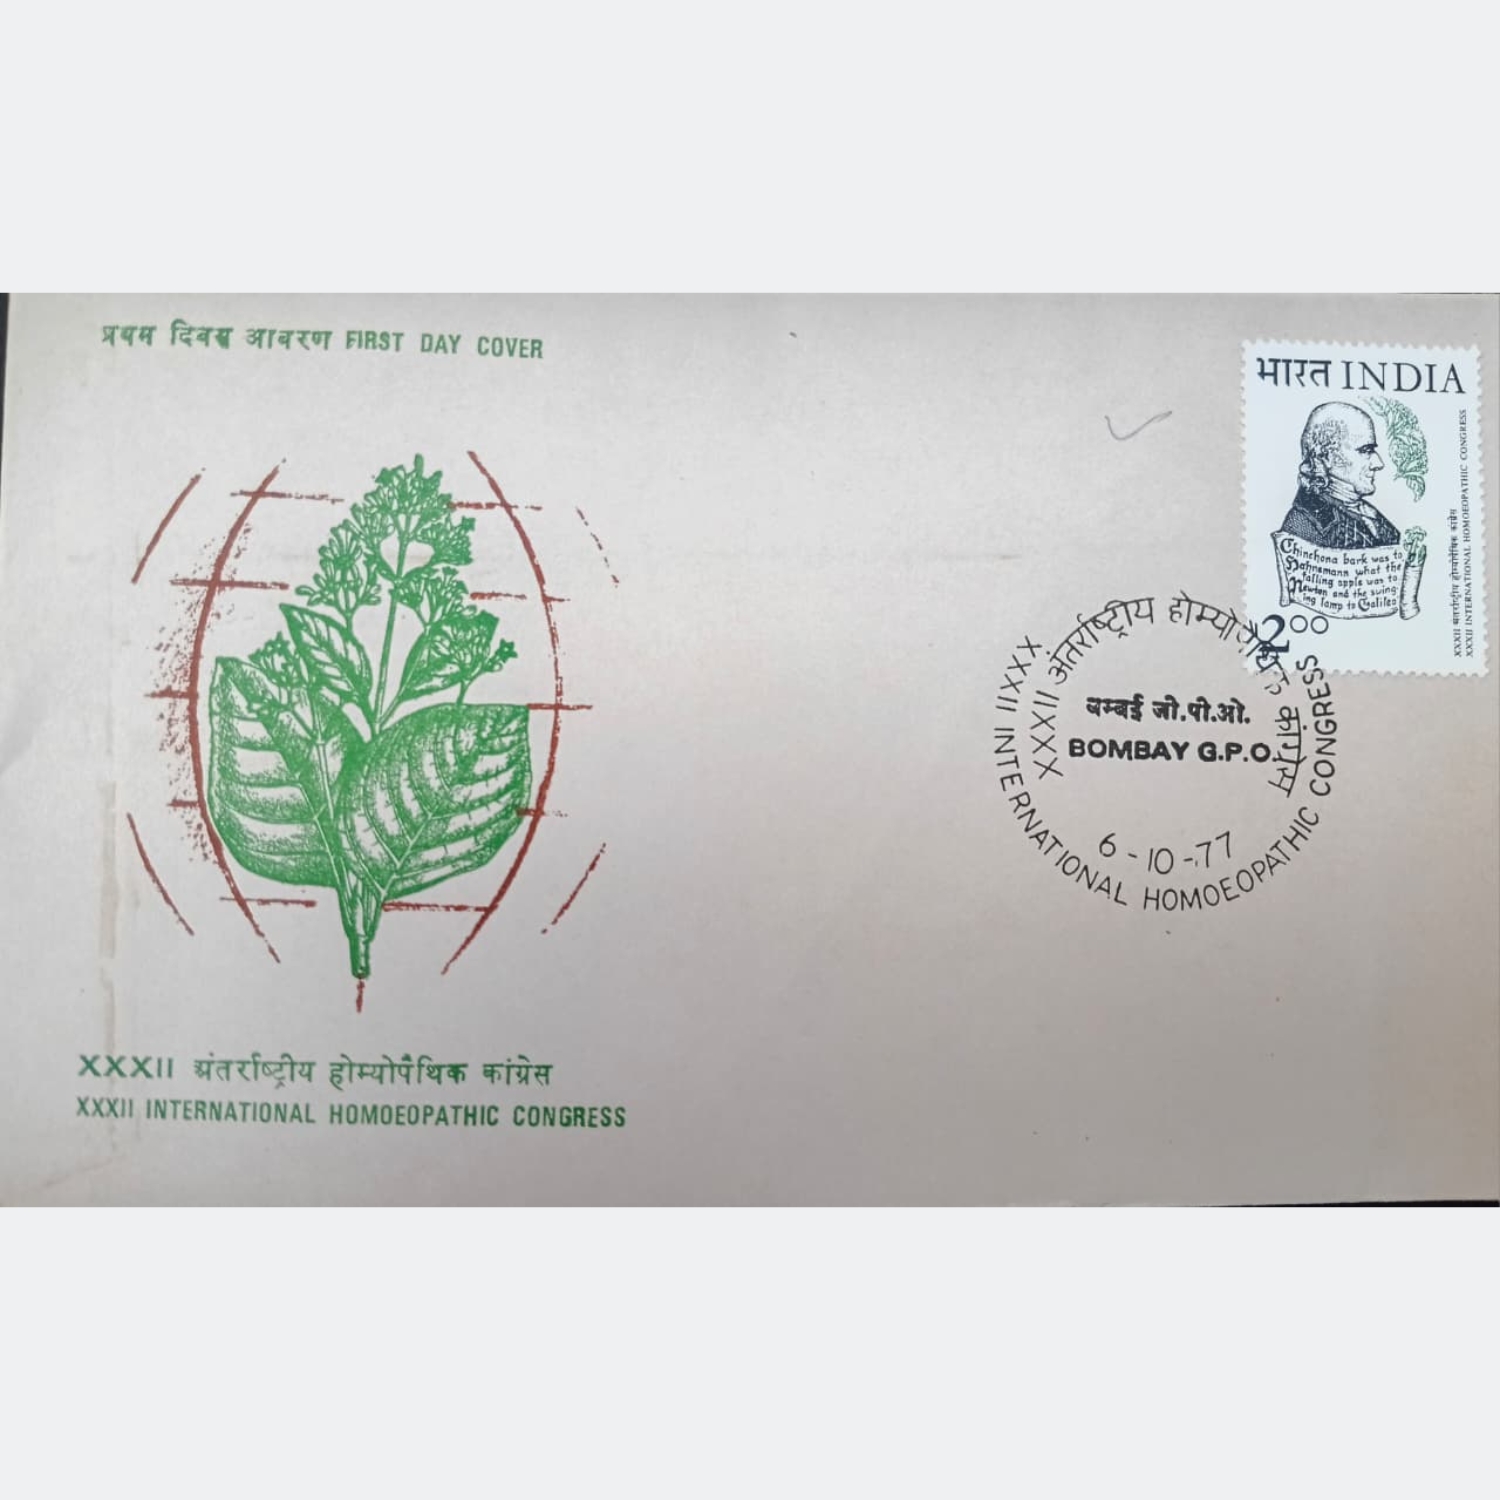 प्रथम दिवस आवरण FIRST DAY COVER
भारत INDIA
Chinchona bark was to
Hahnemann what the
falling apple was to
Newton and the swing-
ing lamp to Galileo
200
XXXII अंतर्राष्ट्रीय होम्योपैथिक कांग्रेस
XXXII INTERNATIONAL HOMOEOPATHIC CONGRESS
XXXII अंतर्राष्ट्रीय होम्योपैथिक कांग्रेस
बम्बई जी.पी.ओ.
BOMBAY G.P.O.
6-10-77
XXXII INTERNATIONAL HOMOEOPATHIC CONGRESS
XXXII अंतर्राष्ट्रीय होम्योपैथिक कांग्रेस
XXXII INTERNATIONAL HOMOEOPATHIC CONGRESS